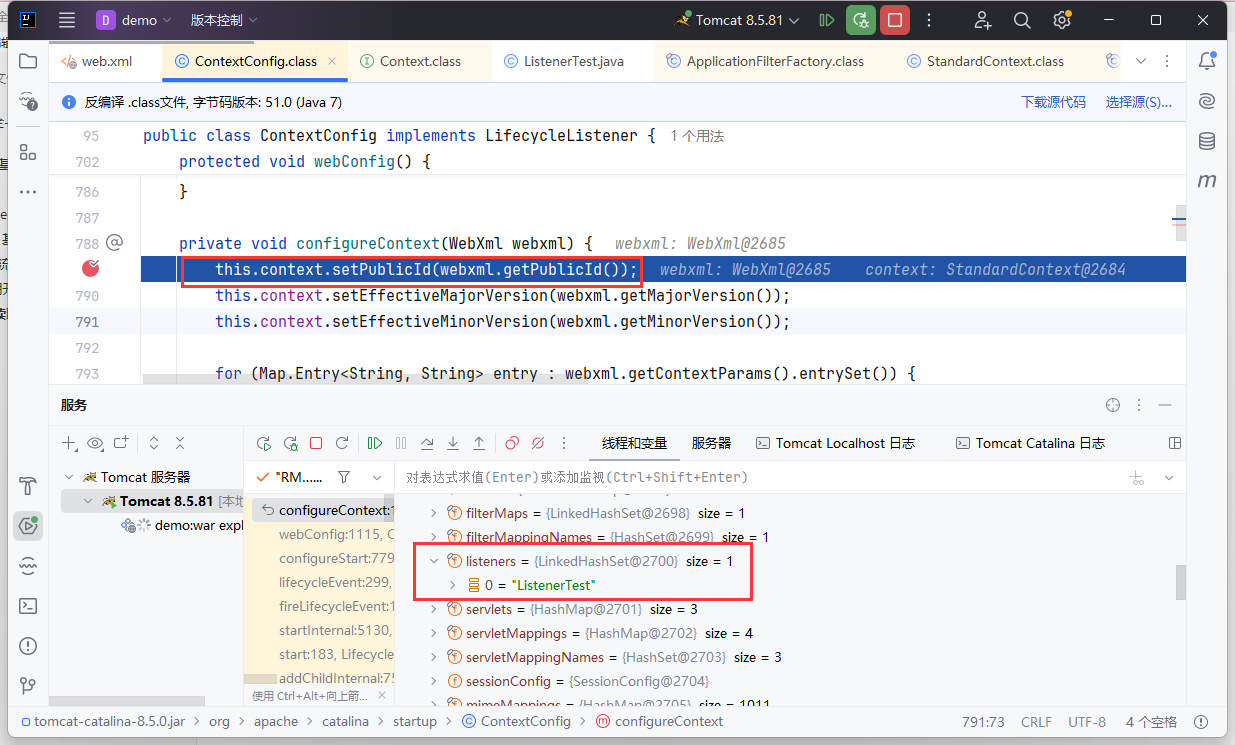 D demo 版本控制 Tomcat 8.5.81
web.xml ContextConfig.class Context.class ListenerTest.java ApplicationFilterFactory.class StandardContext.class
反编译 .class文件, 字节码版本: 51.0 (Java 7) 下载源代码 选择源(S)...
95 public class ContextConfig implements LifecycleListener { 1 个用法
702 protected void webConfig() {
786 }
787
788 private void configureContext(WebXml webxml) { webxml: WebXml@2685
this.context.setPublicId(webxml.getPublicId()); webxml: WebXml@2685 context: StandardContext@2684
790 this.context.setEffectiveMajorVersion(webxml.getMajorVersion());
791 this.context.setEffectiveMinorVersion(webxml.getMinorVersion());
792
793 for (Map.Entry<String, String> entry : webxml.getContextParams().entrySet()) {
服务
线程和变量 服务器 Tomcat Localhost 日志 Tomcat Catalina 日志
Tomcat 服务器
Tomcat 8.5.81 [本地
demo:war expl
"RM...... 对表达式求值(Enter)或添加监视(Ctrl+Shift+Enter)
configureContext:
webConfig:1115, C
configureStart:779
lifecycleEvent:299,
fireLifecycleEvent:1
startInternal:5130,
start:183, Lifecycle
addChildInternal:75
使用 Ctrl+Alt+向上箭...
filterMaps = {LinkedHashSet@2698} size = 1
filterMappingNames = {HashSet@2699} size = 1
listeners = {LinkedHashSet@2700} size = 1
0 = "ListenerTest"
servlets = {HashMap@2701} size = 3
servletMappings = {HashMap@2702} size = 4
servletMappingNames = {HashSet@2703} size = 3
sessionConfig = {SessionConfig@2704}
mimeMappings = {HashMap@2705} size = 1011
tomcat-catalina-8.5.0.jar org apache catalina startup ContextConfig configureContext 791:73 CRLF UTF-8 4 个空格